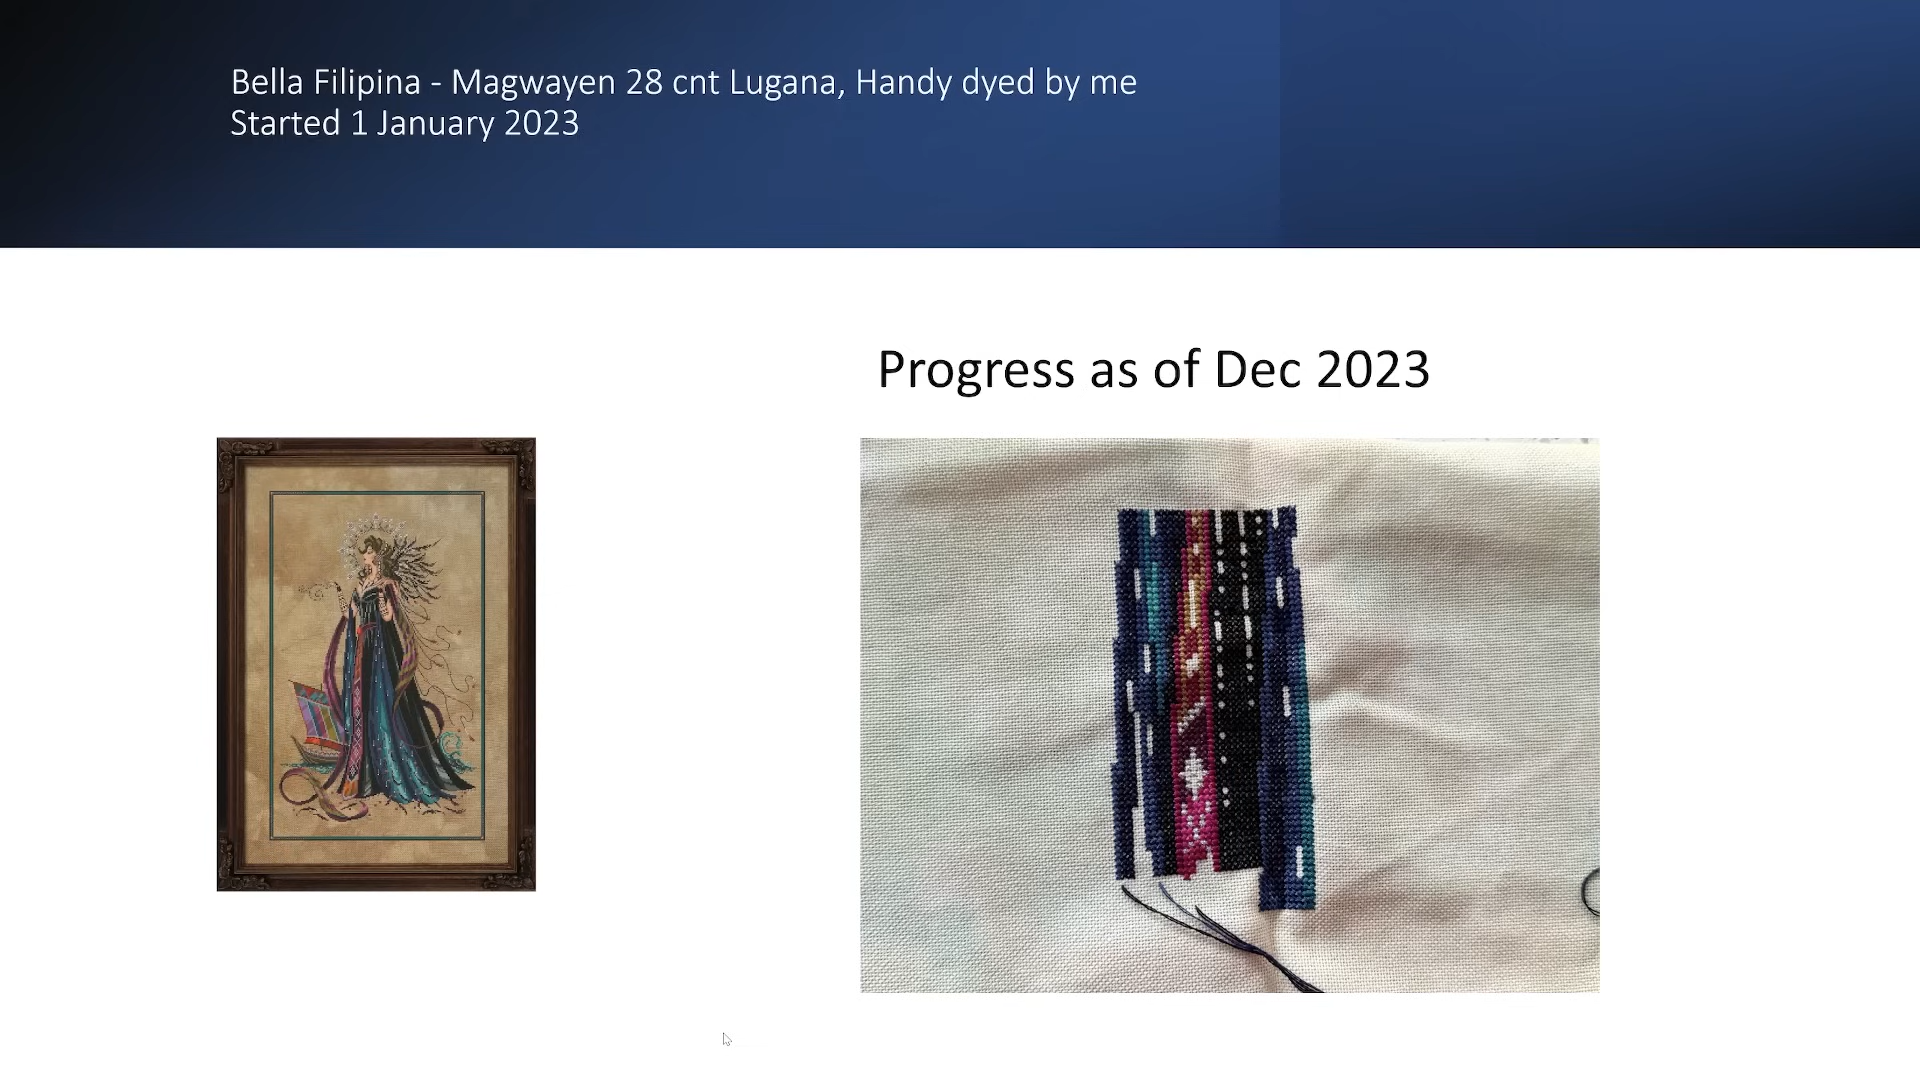 Bella Filipina - Magwayen 28 cnt Lugana, Handy dyed by me
Started 1 January 2023
Progress as of Dec 2023